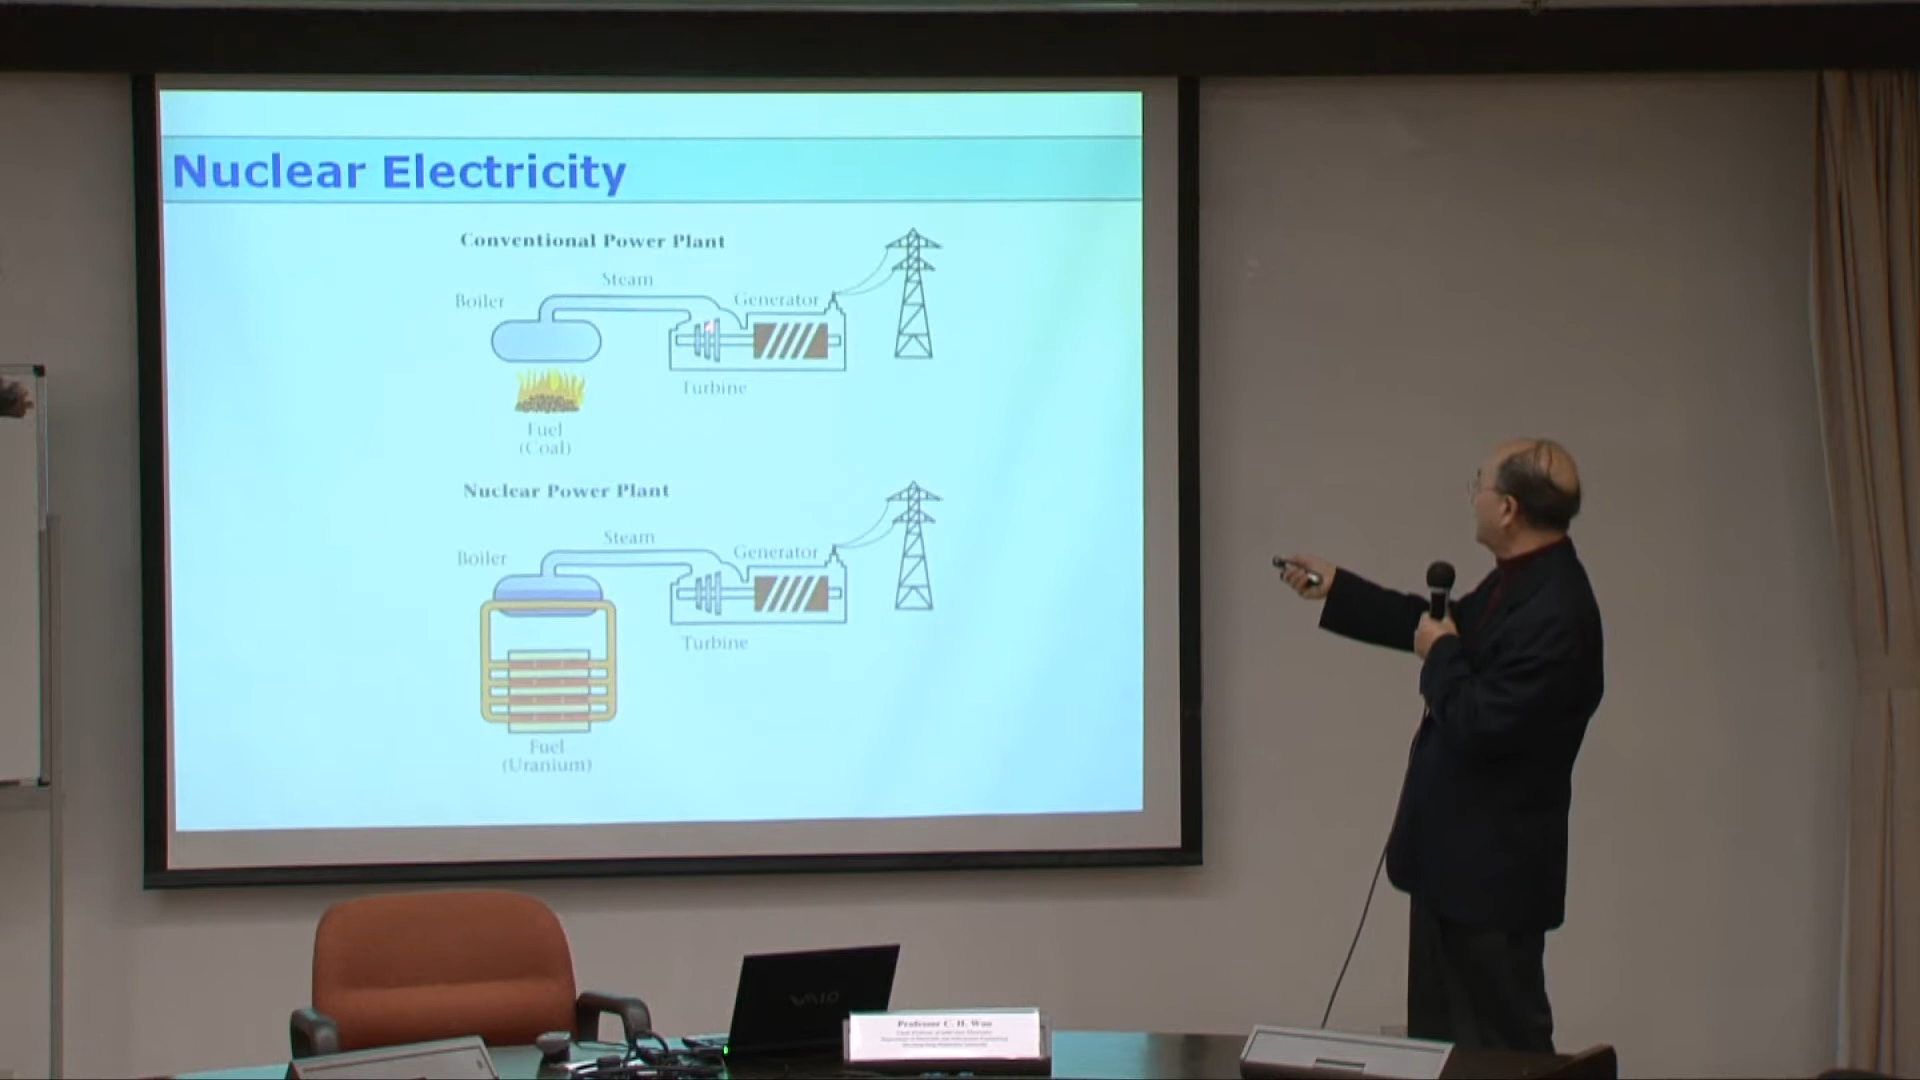 Nuclear Electricity
Conventional Power Plant
Steam
Boiler
Generator
Turbine
Fuel
(Coal)
Nuclear Power Plant
Steam
Boiler
Generator
Turbine
Fuel
(Uranium)
VAIO
Professor C. H. Woo